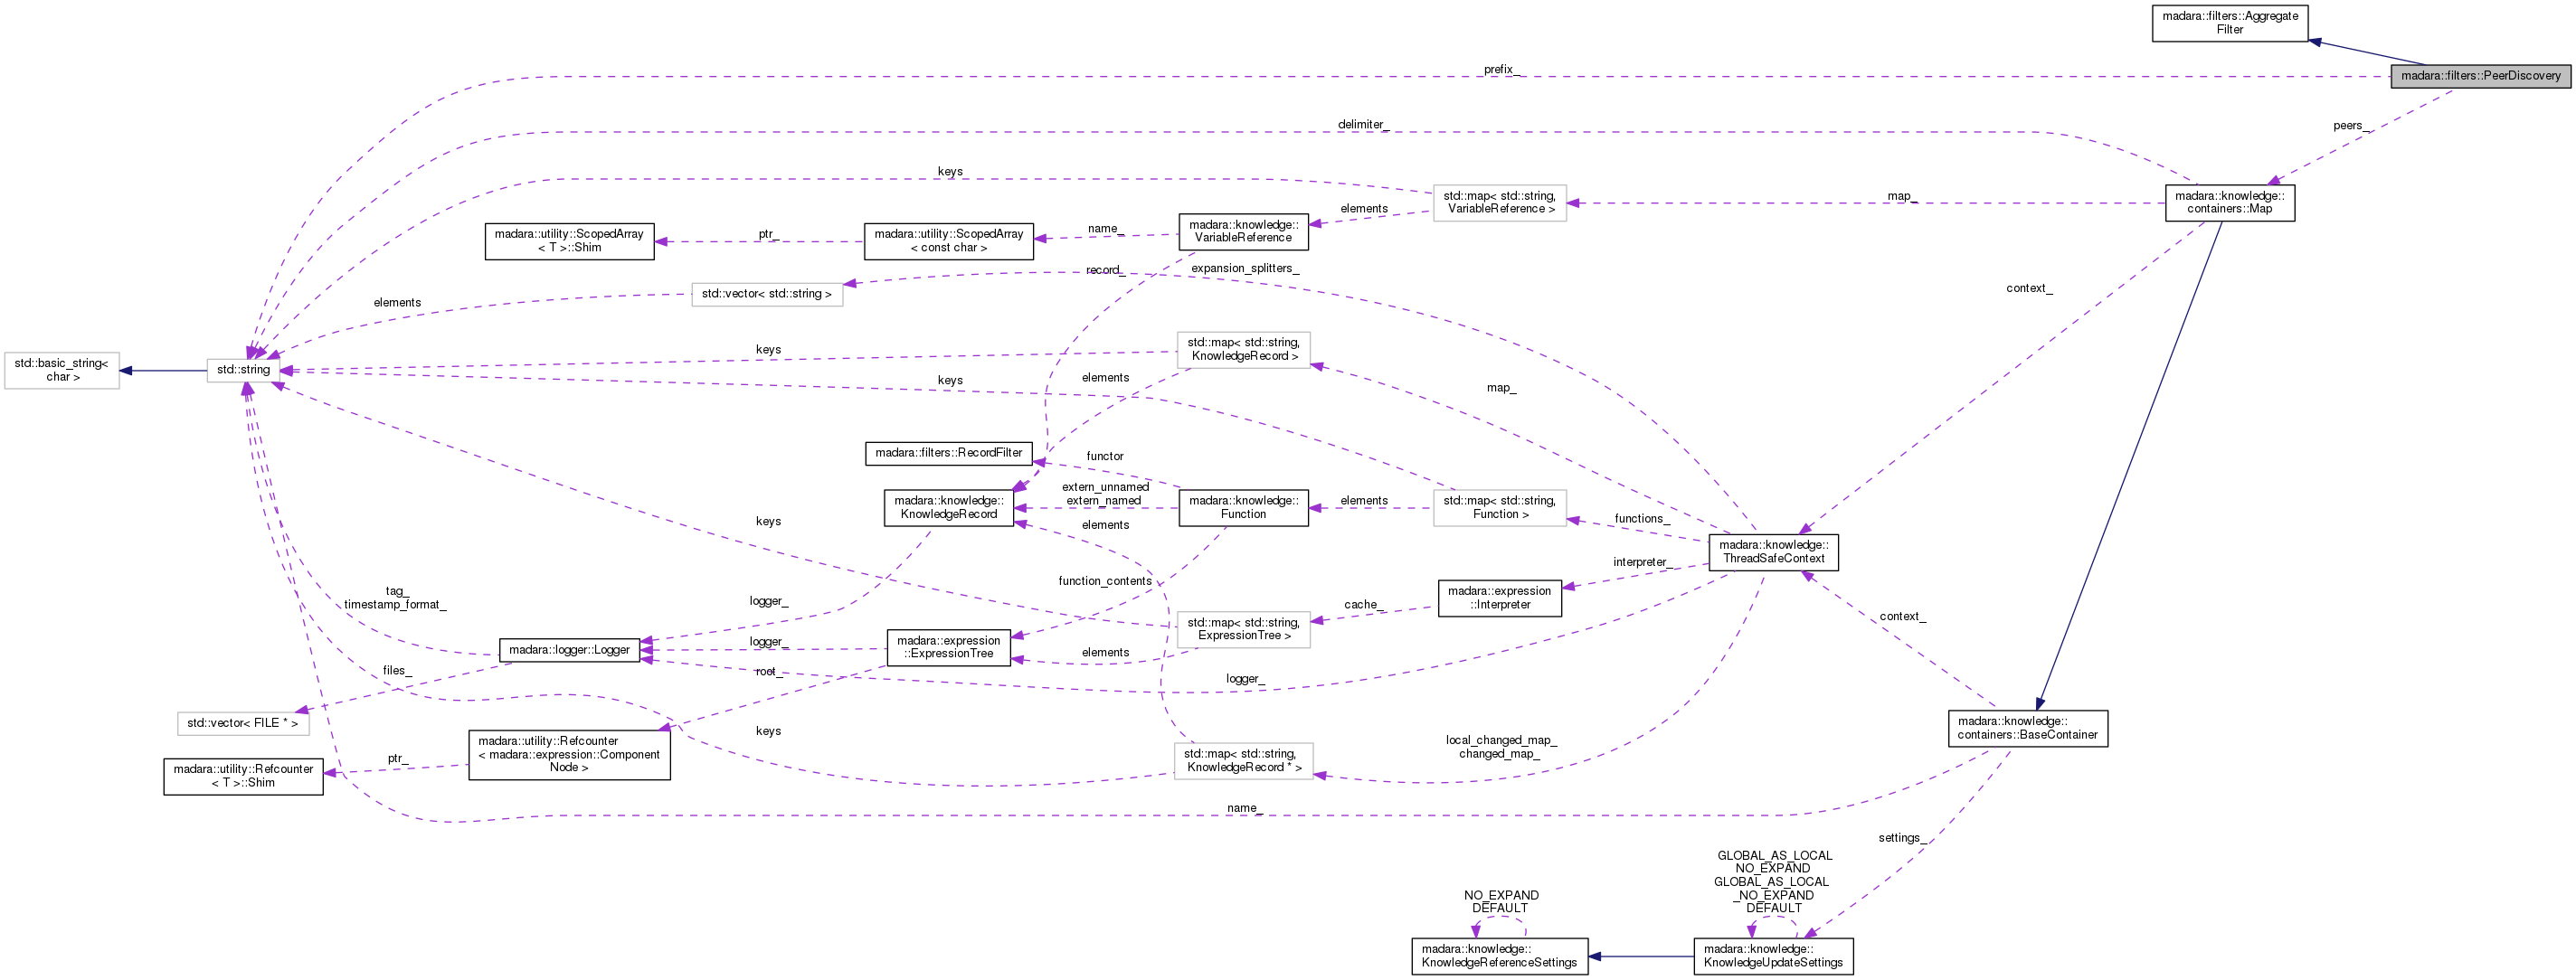 madara::filters::Aggregate
Filter
prefix_
madara::filters::PeerDiscovery
delimiter_
peers_
keys
std::map< std::string,
VariableReference >
map_
madara::knowledge::
containers::Map
elements
madara::utility::ScopedArray
< T >::Shim
ptr_
madara::utility::ScopedArray
< const char >
name_
madara::knowledge::
VariableReference
record_
expansion_splitters_
context_
elements
std::vector< std::string >
std::basic_string<
char >
std::string
keys
std::map< std::string,
KnowledgeRecord >
keys
elements
map_
madara::filters::RecordFilter
functor
madara::knowledge::
KnowledgeRecord
extern_unnamed
extern_named
madara::knowledge::
Function
elements
std::map< std::string,
Function >
functions_
keys
elements
madara::knowledge::
ThreadSafeContext
interpreter_
function_contents
madara::expression
::Interpreter
cache_
tag_
timestamp_format_
logger_
std::map< std::string,
ExpressionTree >
context_
madara::logger::Logger
logger_
madara::expression
::ExpressionTree
elements
files_
root_
logger_
std::vector< FILE * >
keys
madara::utility::Refcounter
< madara::expression::Component
Node >
local_changed_map_
changed_map_
madara::knowledge::
containers::BaseContainer
madara::utility::Refcounter
< T >::Shim
ptr_
std::map< std::string,
KnowledgeRecord * >
name_
settings_
GLOBAL_AS_LOCAL
NO_EXPAND
GLOBAL_AS_LOCAL
_NO_EXPAND
DEFAULT
NO_EXPAND
DEFAULT
madara::knowledge::
KnowledgeReferenceSettings
madara::knowledge::
KnowledgeUpdateSettings